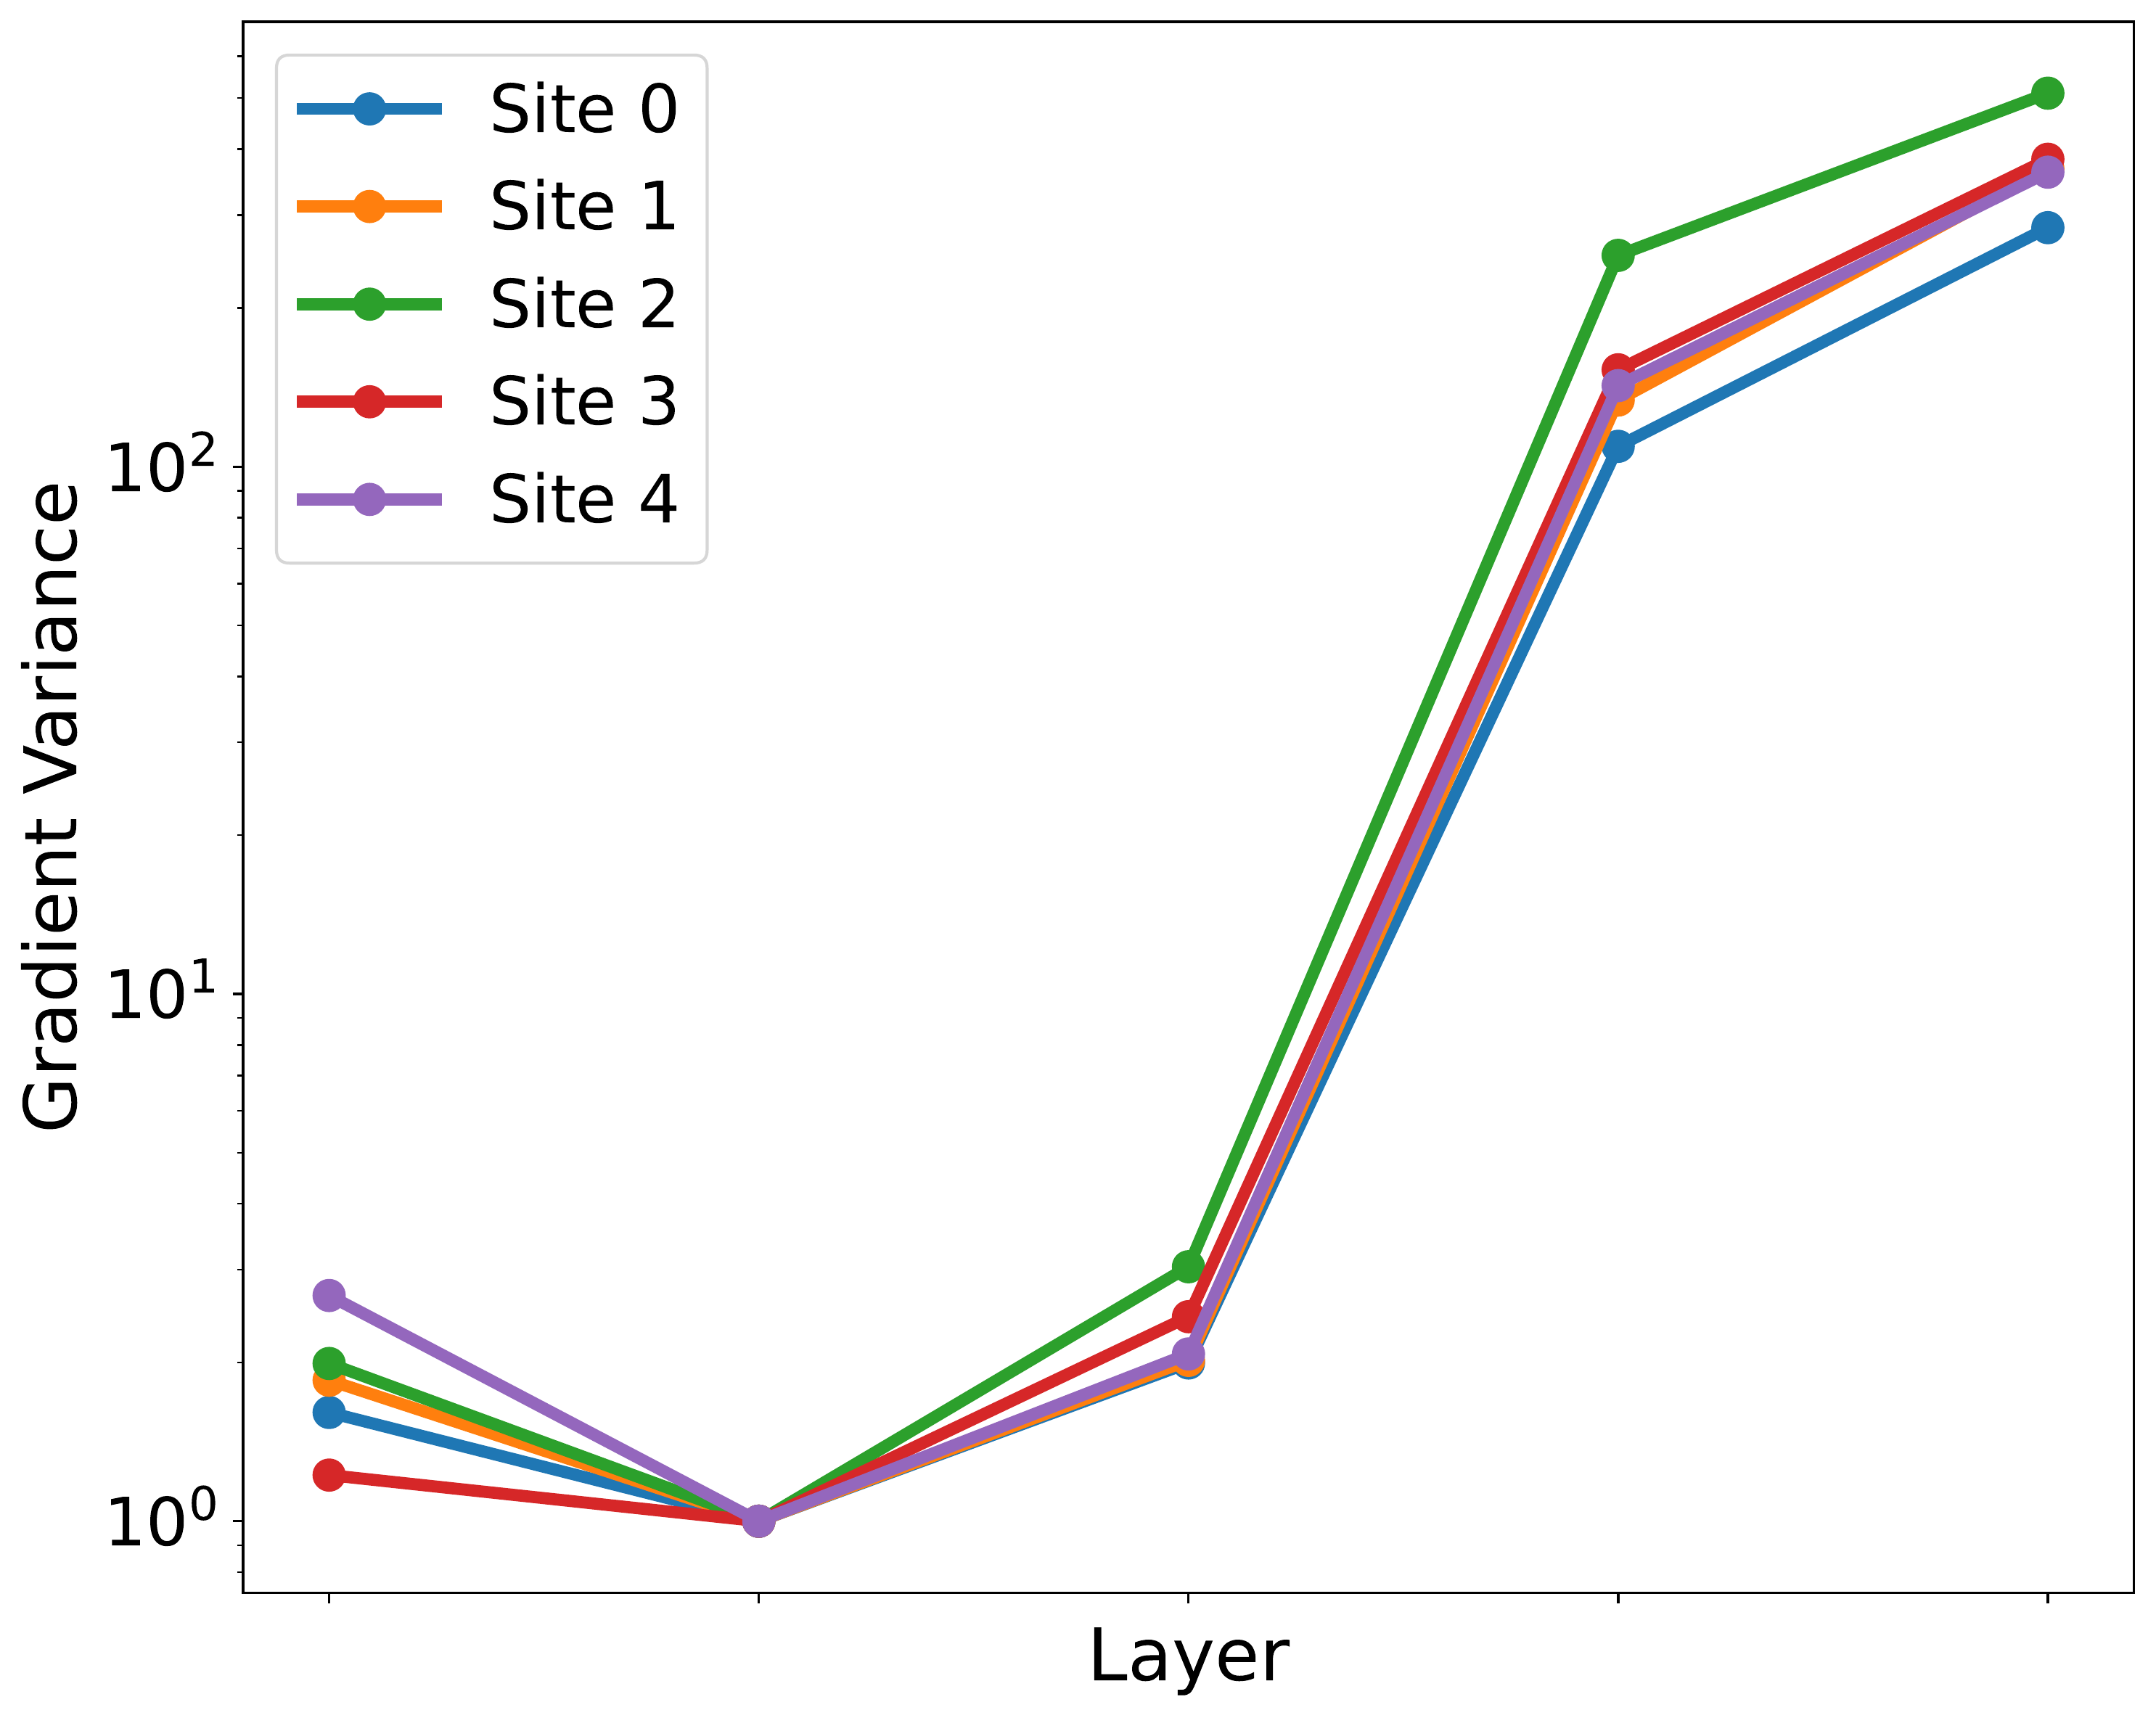 Site 0
Site 1
Site 2
Site 3
Site 4
10²
10¹
10⁰
Gradient Variance
Layer